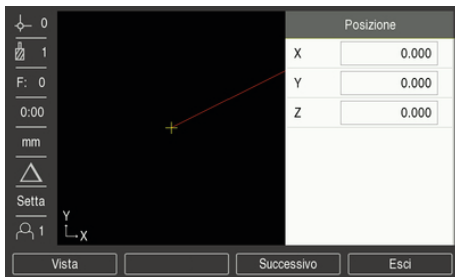 0
1
F: 0
0:00
mm
Setta
1
Y
X
Posizione
X 0.000
Y 0.000
Z 0.000
Vista
Successivo
Esci